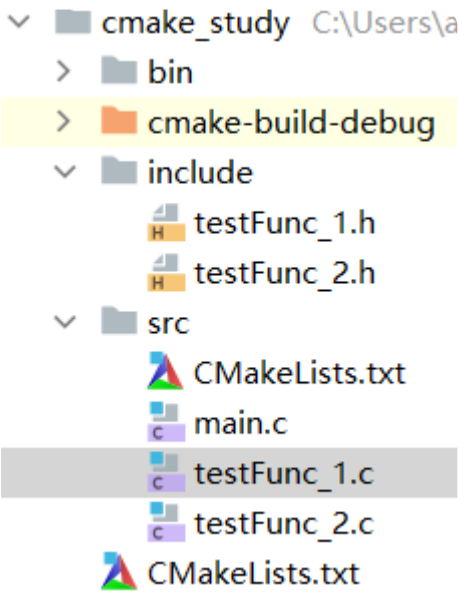 cmake_study C:\Users\a
bin
cmake-build-debug
include
H testFunc_1.h
H testFunc_2.h
src
CMakeLists.txt
C main.c
C testFunc_1.c
C testFunc_2.c
CMakeLists.txt